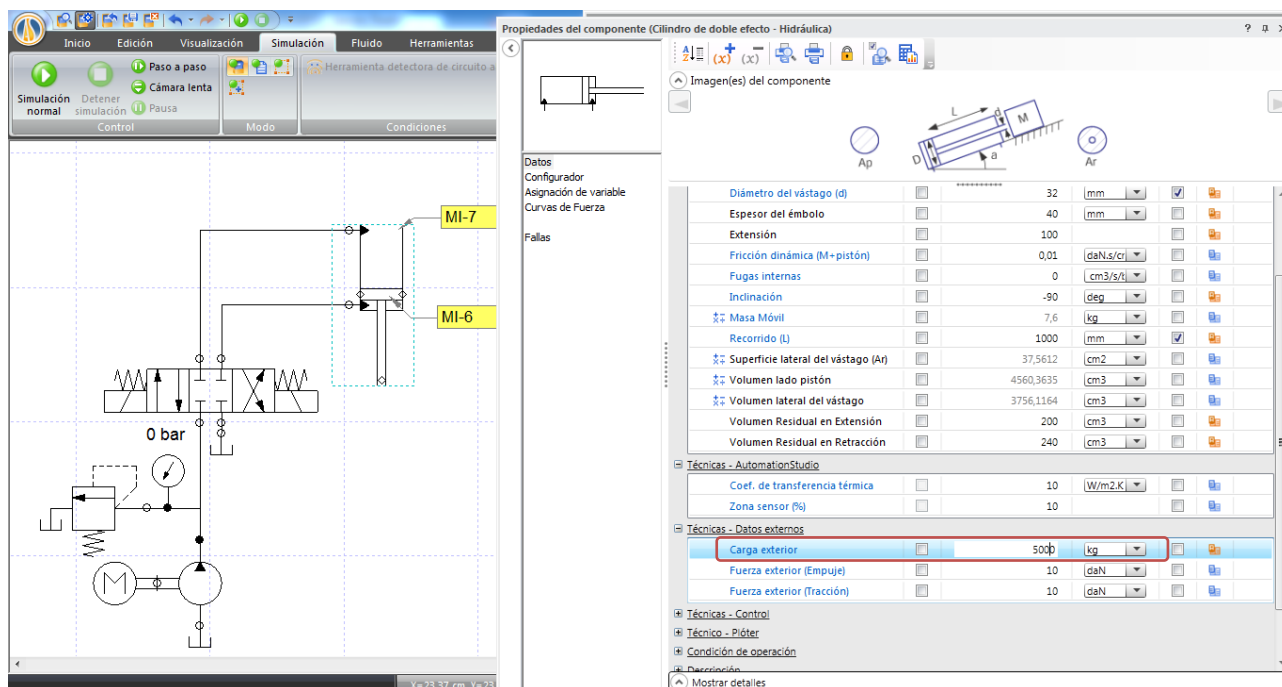 Propiedades del componente (Cilindro de doble efecto - Hidráulica)
Inicio Edición Visualización Simulación Fluido Herramientas
Simulación normal
Detener simulación
Paso a paso
Cámara lenta
Pausa
Herramienta detectora de circuito a
Control Modo Condiciones
MI-7
MI-6
0 bar
M
Datos
Configurador
Asignación de variable
Curvas de Fuerza
Fallas
Imagen(es) del componente
Ap D L d M a Ar
Diámetro del vástago (d) 32 mm
Espesor del émbolo 40 mm
Extensión 100
Fricción dinámica (M+pistón) 0,01 daN.s/cr
Fugas internas 0 cm3/s/t
Inclinación -90 deg
Masa Móvil 7,6 kg
Recorrido (L) 1000 mm
Superficie lateral del vástago (Ar) 37,5612 cm2
Volumen lado pistón 4560,3635 cm3
Volumen lateral del vástago 3756,1164 cm3
Volumen Residual en Extensión 200 cm3
Volumen Residual en Retracción 240 cm3
Técnicas - AutomationStudio
Coef. de transferencia térmica 10 W/m2.K
Zona sensor (%) 10
Técnicas - Datos externos
Carga exterior 5000 kg
Fuerza exterior (Empuje) 10 daN
Fuerza exterior (Tracción) 10 daN
Técnicas - Control
Técnico - Plóter
Condición de operación
Descripción
Mostrar detalles